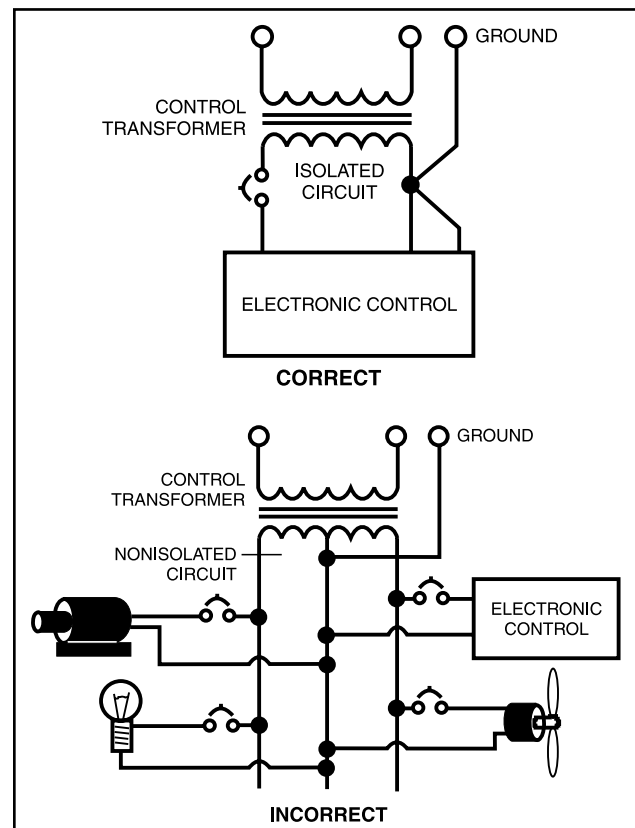 GROUND
CONTROL
TRANSFORMER
ISOLATED
CIRCUIT
ELECTRONIC CONTROL
CORRECT
GROUND
CONTROL
TRANSFORMER
NONISOLATED
CIRCUIT
ELECTRONIC
CONTROL
INCORRECT